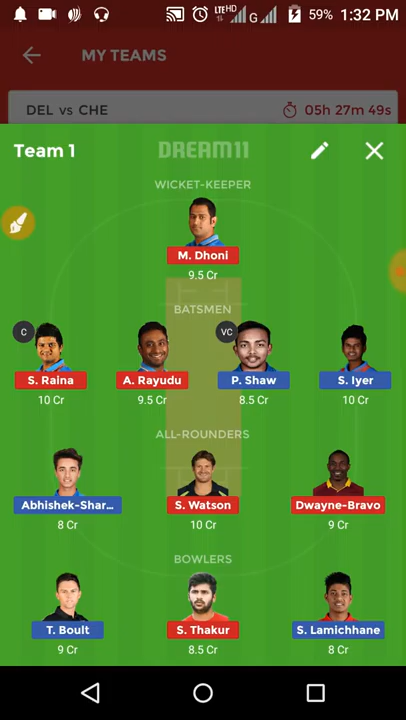 LTE HD G 59% 1:32 PM
MY TEAMS
DEL vs CHE 05h 27m 49s
Team 1 DREAM11
WICKET-KEEPER
M. Dhoni
9.5 Cr
BATSMEN
C VC
S. Raina A. Rayudu P. Shaw S. Iyer
10 Cr 9.5 Cr 8.5 Cr 10 Cr
ALL-ROUNDERS
Abhishek-Shar... S. Watson Dwayne-Bravo
8 Cr 10 Cr 9 Cr
BOWLERS
T. Boult S. Thakur S. Lamichhane
9 Cr 8.5 Cr 8 Cr